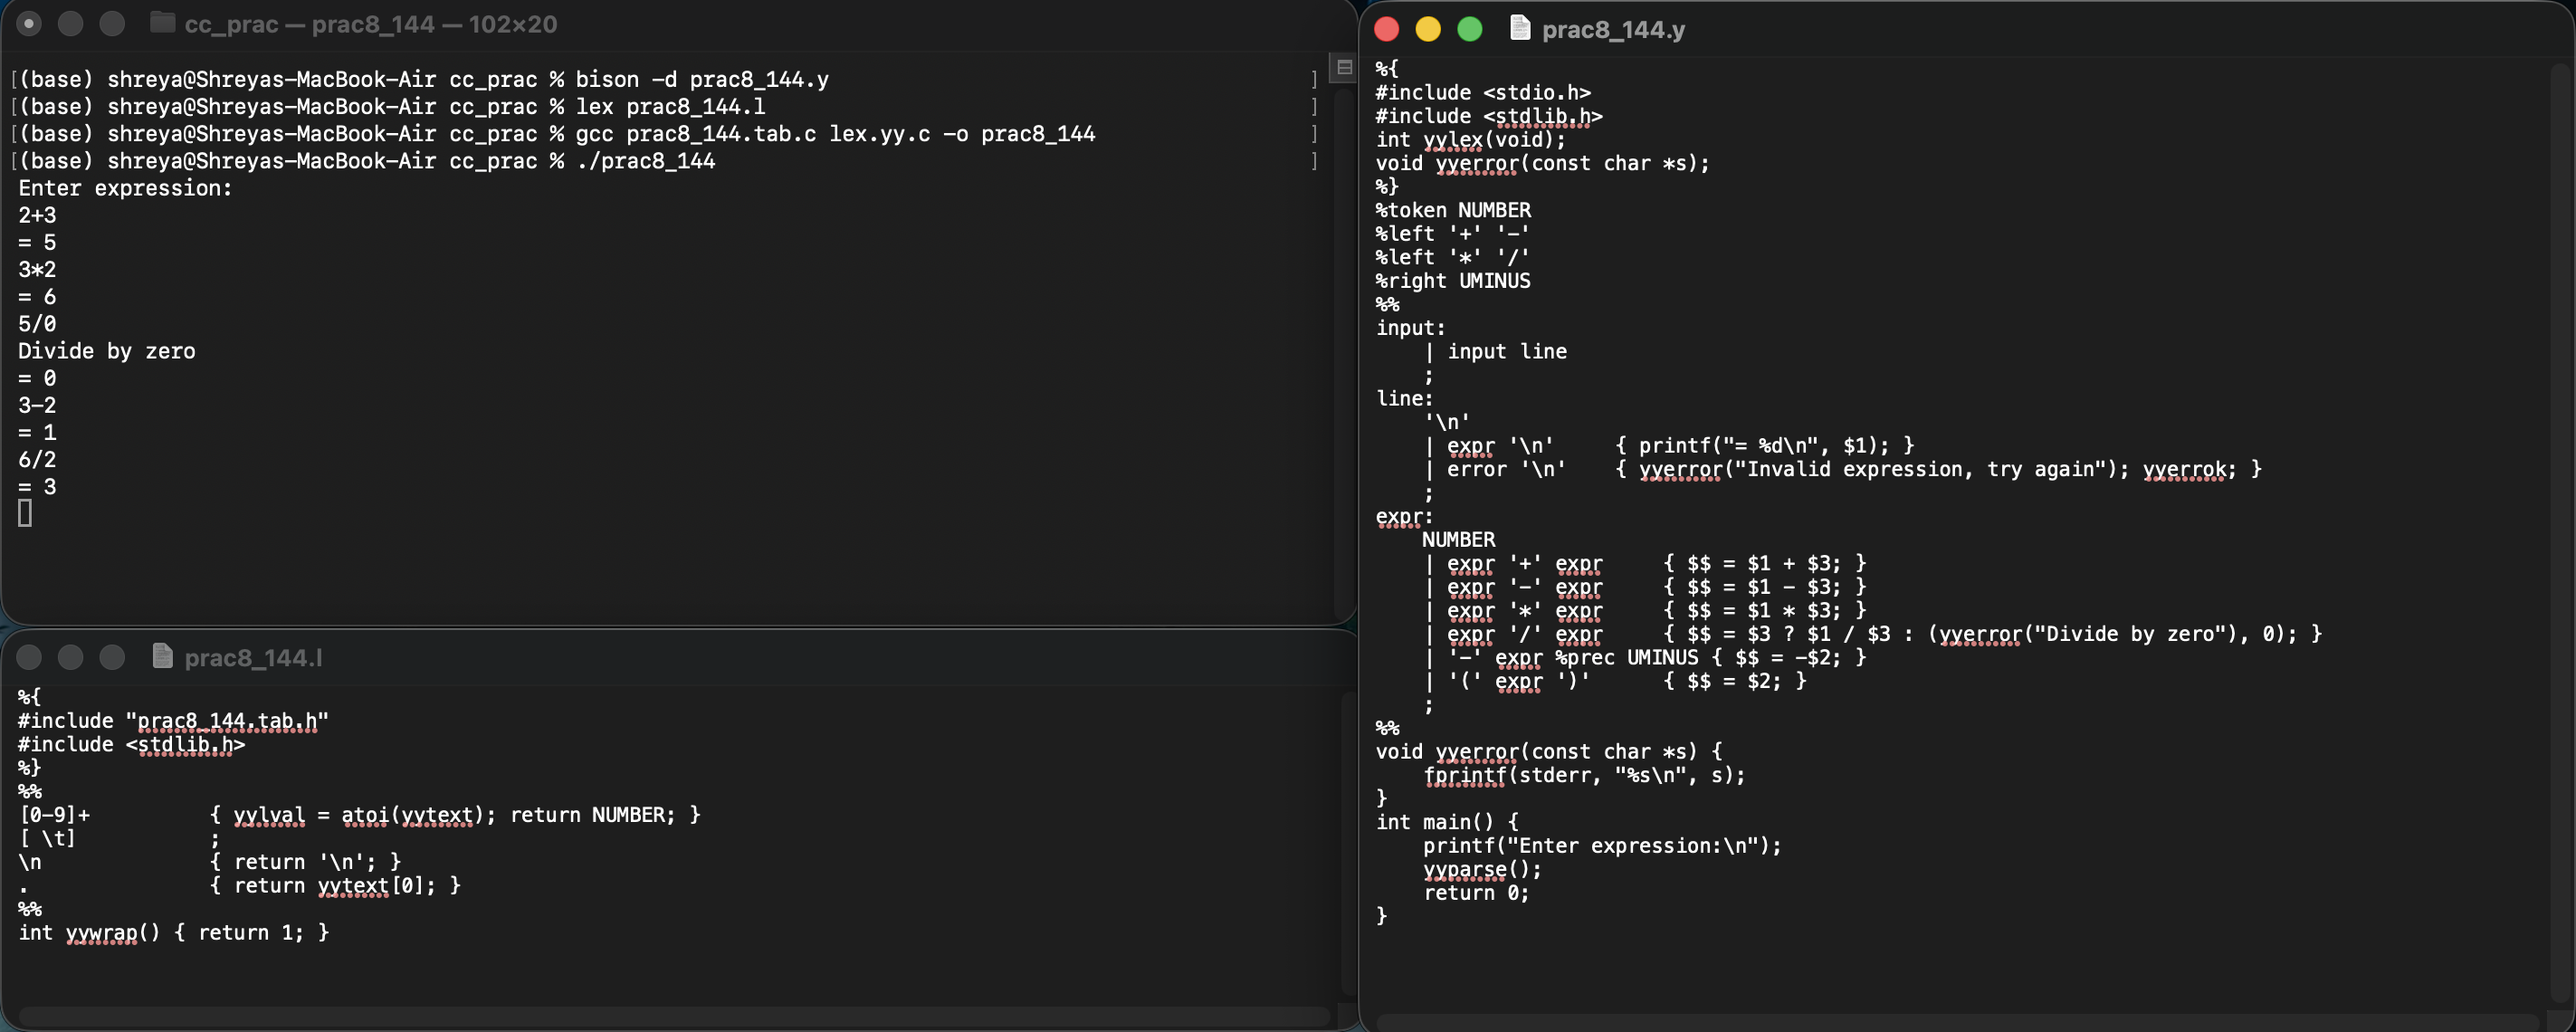 cc_prac — prac8_144 — 102×20
[(base) shreya@Shreyas-MacBook-Air cc_prac % bison -d prac8_144.y ]
[(base) shreya@Shreyas-MacBook-Air cc_prac % lex prac8_144.l ]
[(base) shreya@Shreyas-MacBook-Air cc_prac % gcc prac8_144.tab.c lex.yy.c -o prac8_144 ]
[(base) shreya@Shreyas-MacBook-Air cc_prac % ./prac8_144 ]
Enter expression:
2+3
= 5
3*2
= 6
5/0
Divide by zero
= 0
3-2
= 1
6/2
= 3
prac8_144.l
%{
#include "prac8_144.tab.h"
#include <stdlib.h>
%}
%%
[0-9]+          { yylval = atoi(yytext); return NUMBER; }
[ \t]           ;
\n              { return '\n'; }
.               { return yytext[0]; }
%%
int yywrap() { return 1; }
prac8_144.y
%{
#include <stdio.h>
#include <stdlib.h>
int yylex(void);
void yyerror(const char *s);
%}
%token NUMBER
%left '+' '-'
%left '*' '/'
%right UMINUS
%%
input:
    | input line
    ;
line:
    '\n'
    | expr '\n'     { printf("= %d\n", $1); }
    | error '\n'    { yyerror("Invalid expression, try again"); yyerrok; }
    ;
expr:
    NUMBER
    | expr '+' expr     { $$ = $1 + $3; }
    | expr '-' expr     { $$ = $1 - $3; }
    | expr '*' expr     { $$ = $1 * $3; }
    | expr '/' expr     { $$ = $3 ? $1 / $3 : (yyerror("Divide by zero"), 0); }
    | '-' expr %prec UMINUS { $$ = -$2; }
    | '(' expr ')'      { $$ = $2; }
    ;
%%
void yyerror(const char *s) {
    fprintf(stderr, "%s\n", s);
}
int main() {
    printf("Enter expression:\n");
    yyparse();
    return 0;
}